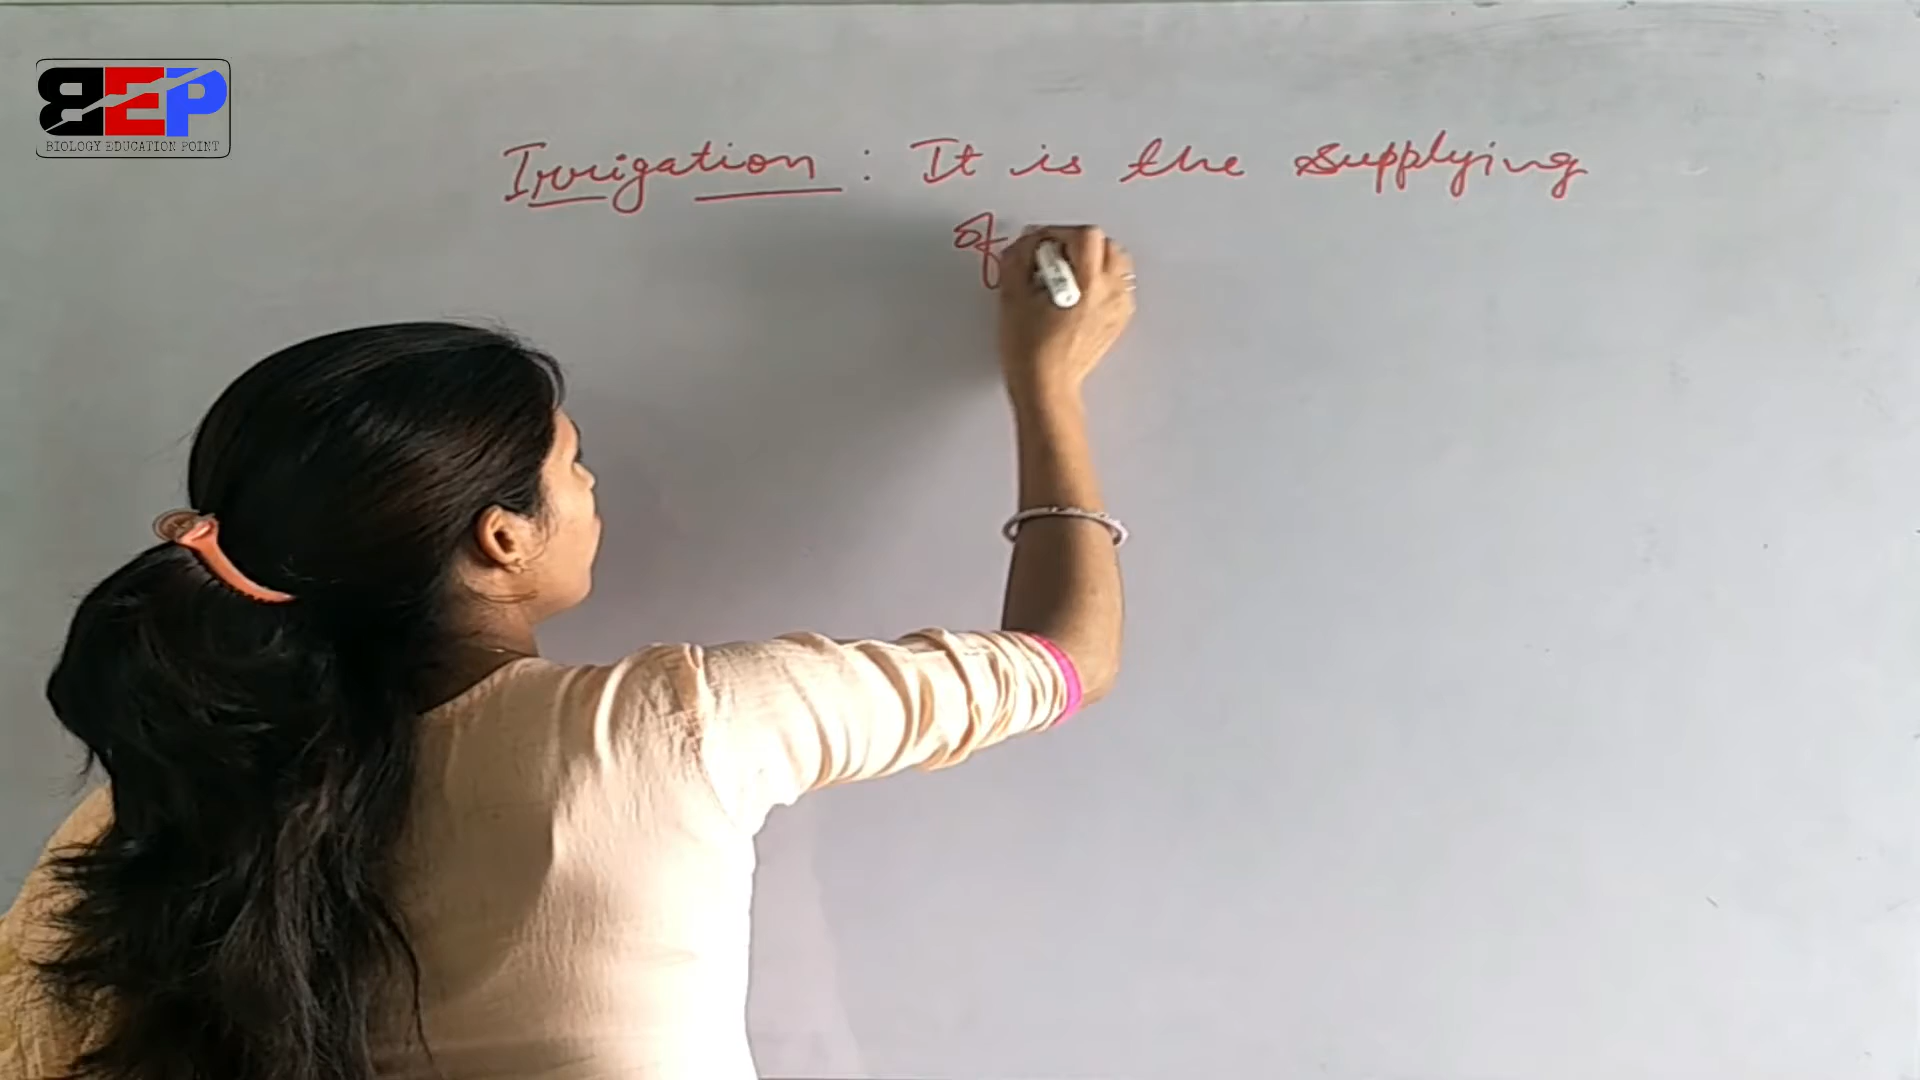 BEP
BIOLOGY EDUCATION POINT
Irrigation : It is the supplying
of